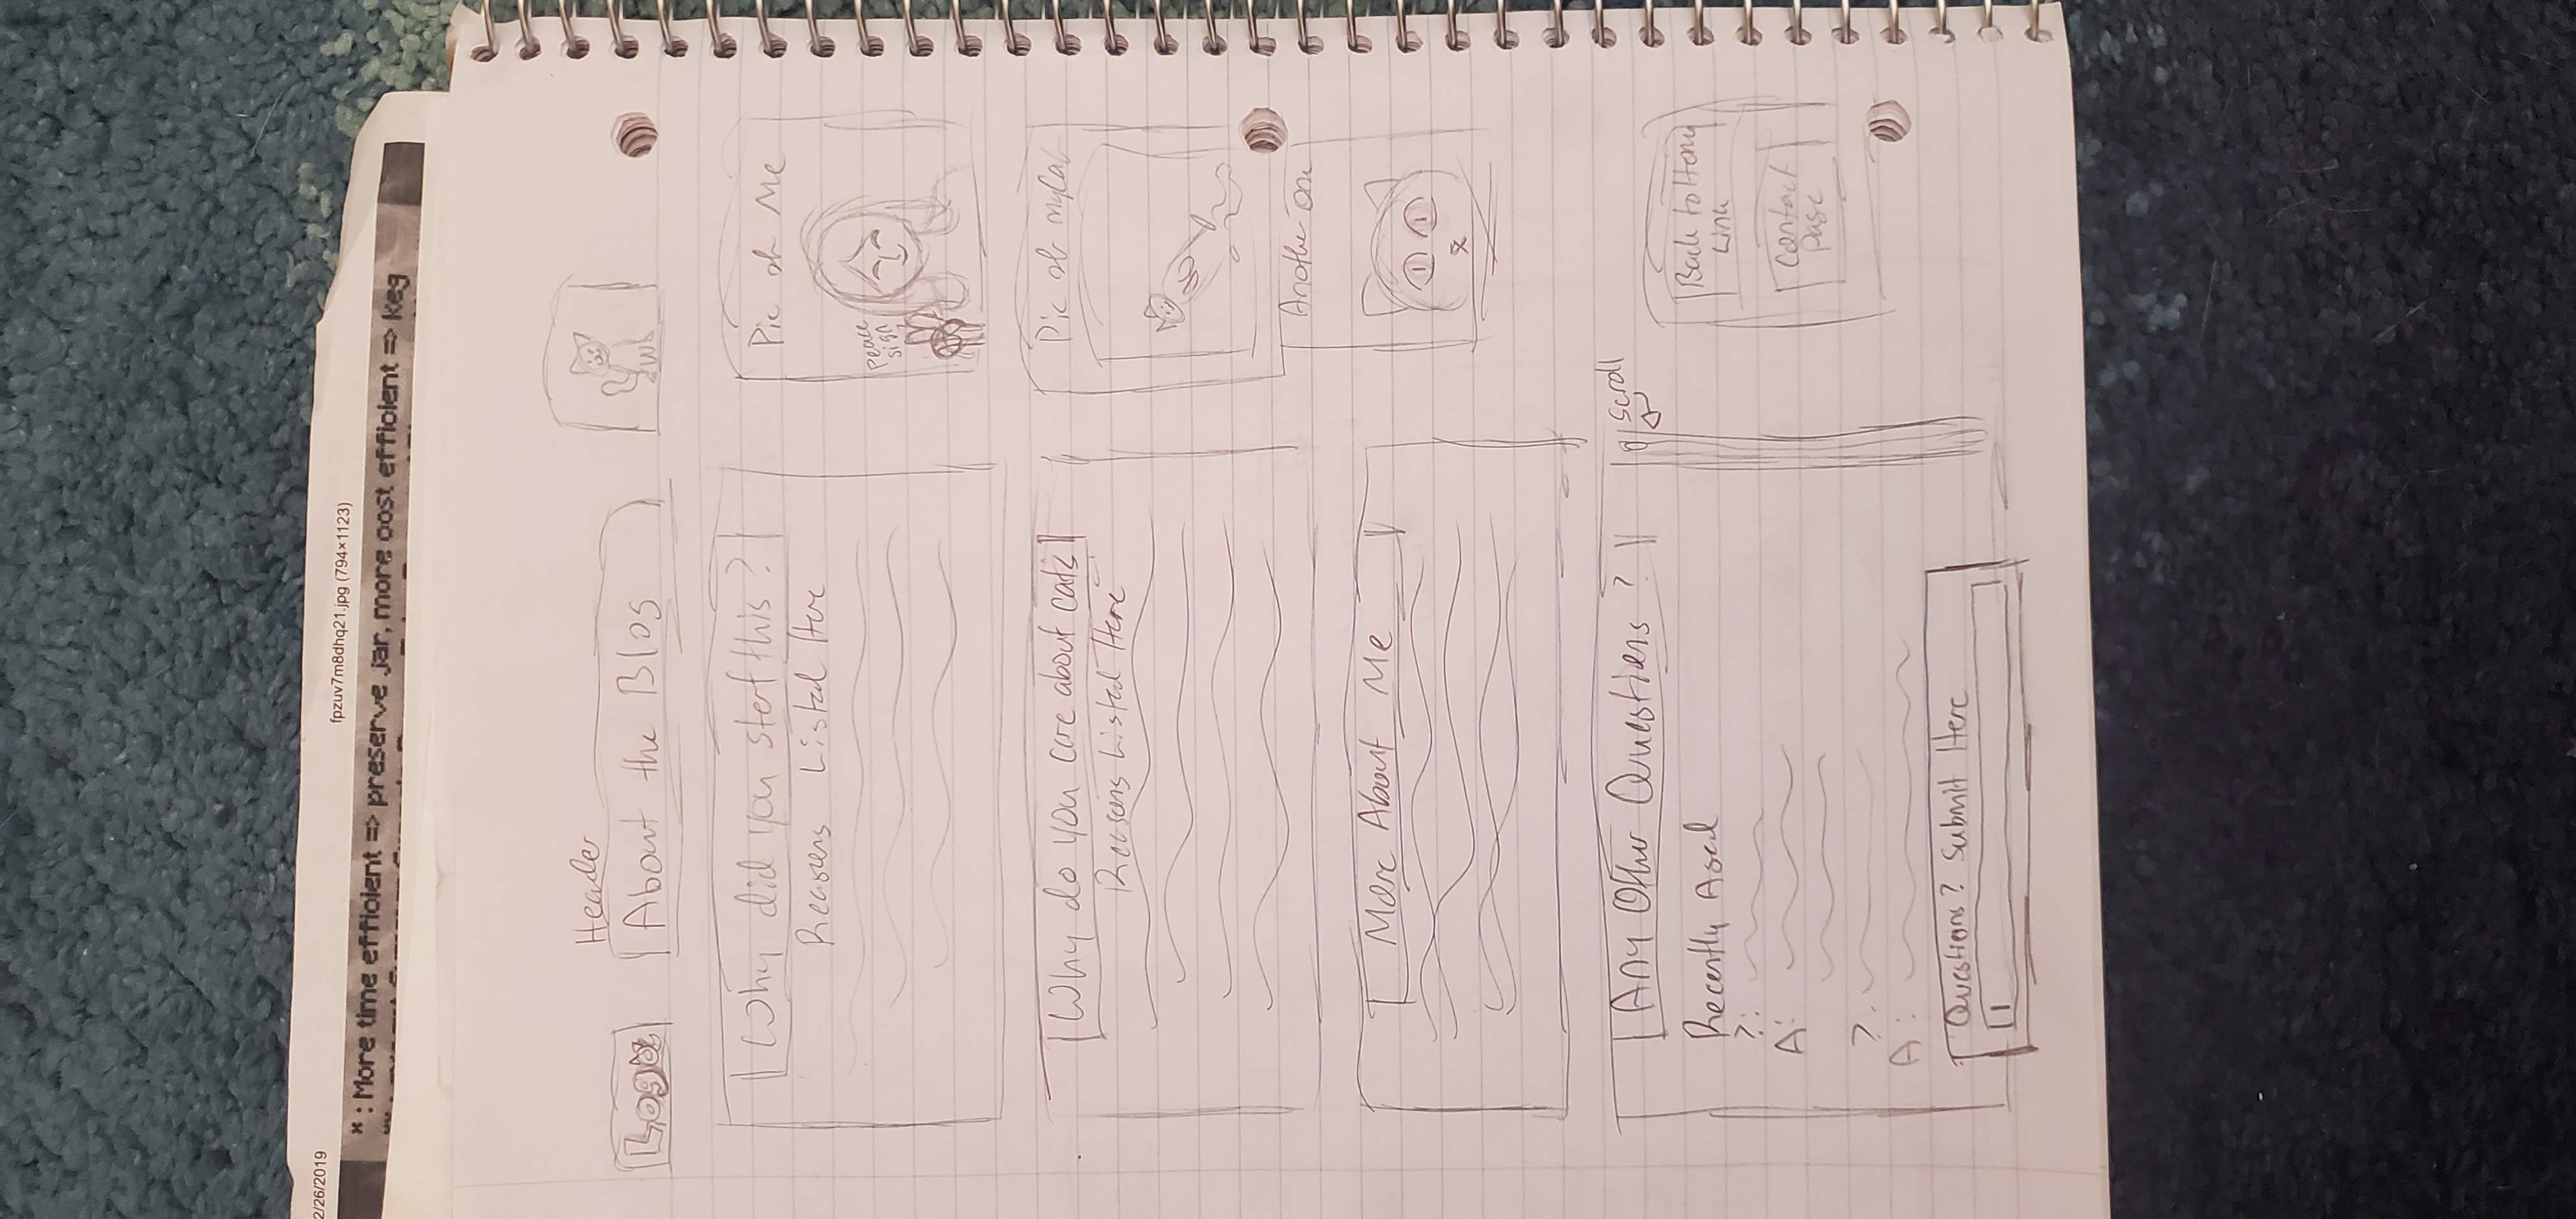 2/26/2019
fpzuv7m8dhq21.jpg (794×1123)
* : More time efficient => preserve jar, more cost efficient => keg
Header
Logo
About the Blog
Why did you start this?
Reasons Listed Here
Pic of Me
Peace
sign
Why do you care about cats
Reasons Listed Here
Pic of my Cat
Another One
More About Me
Any Other Questions?
scroll
Recently Ased
?:
A:
?.
A:
Back to Home
Link
Contact
Page
Questions? Submit Here